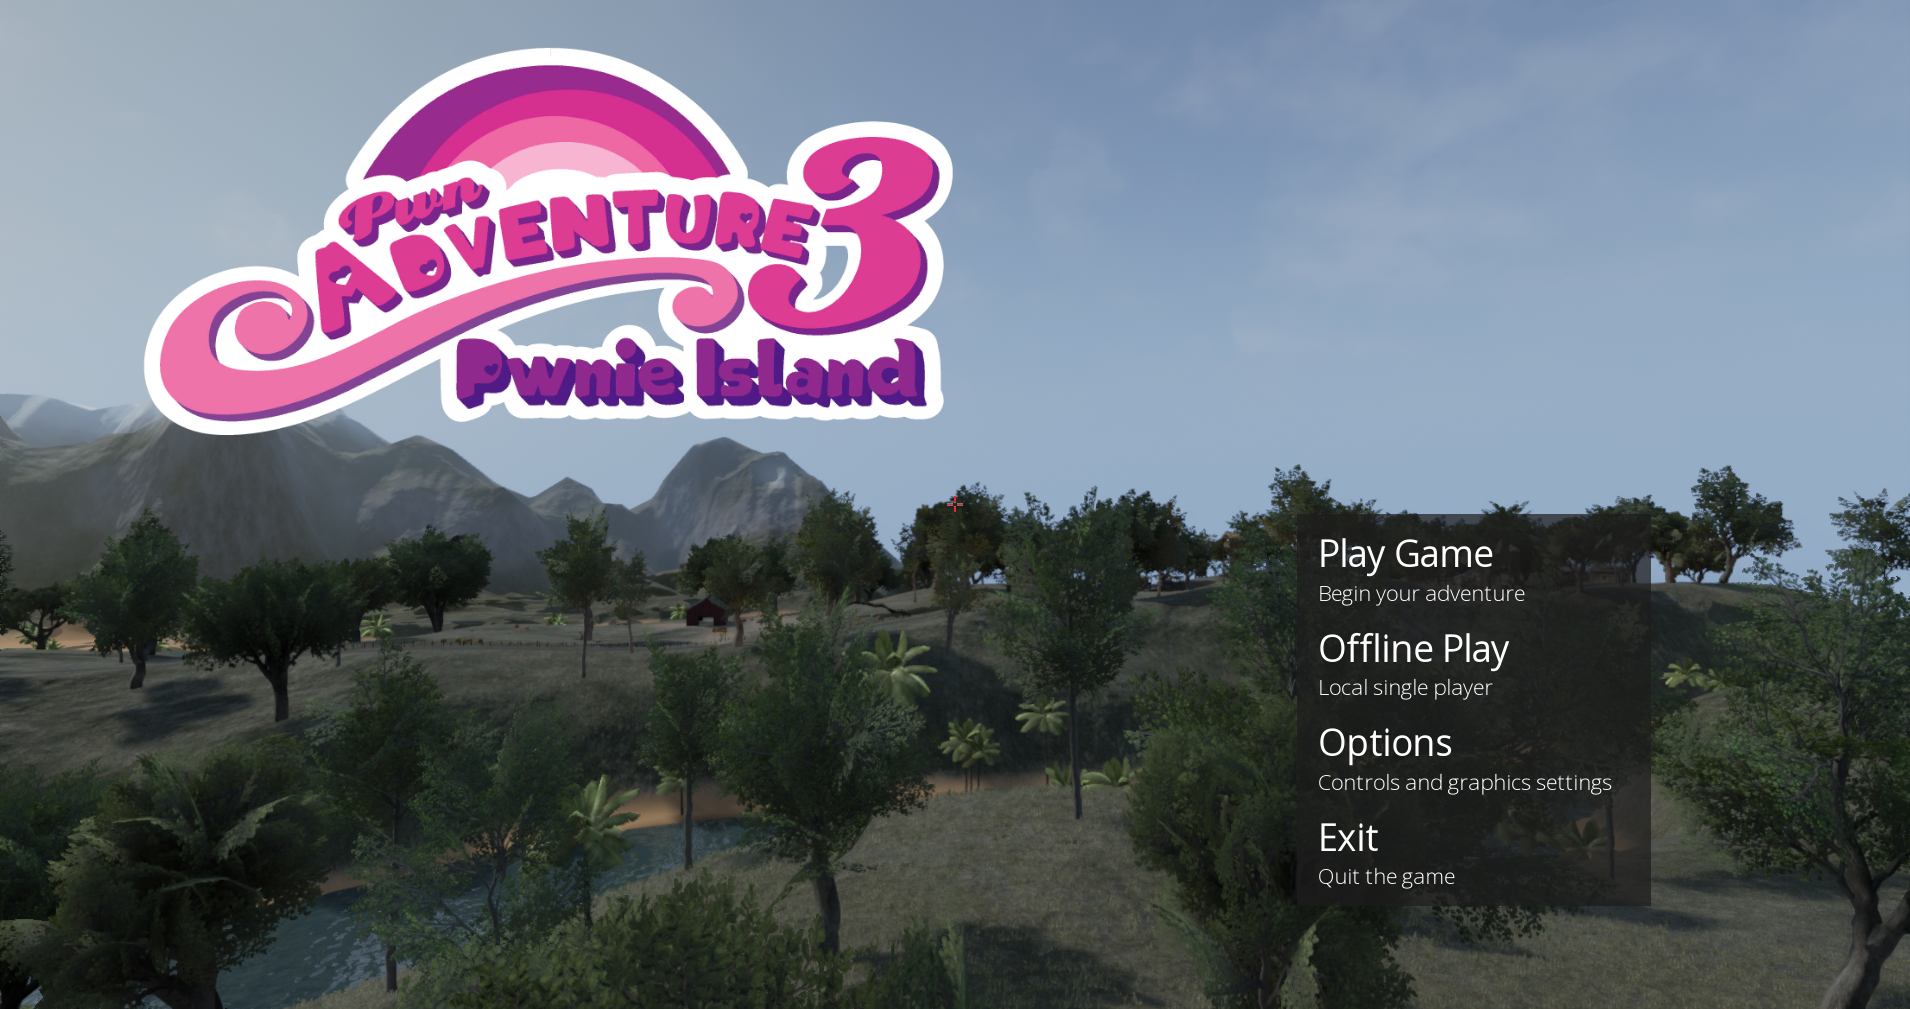 Pwn
ADVENTURE 3
Pwnie Island
Play Game
Begin your adventure
Offline Play
Local single player
Options
Controls and graphics settings
Exit
Quit the game